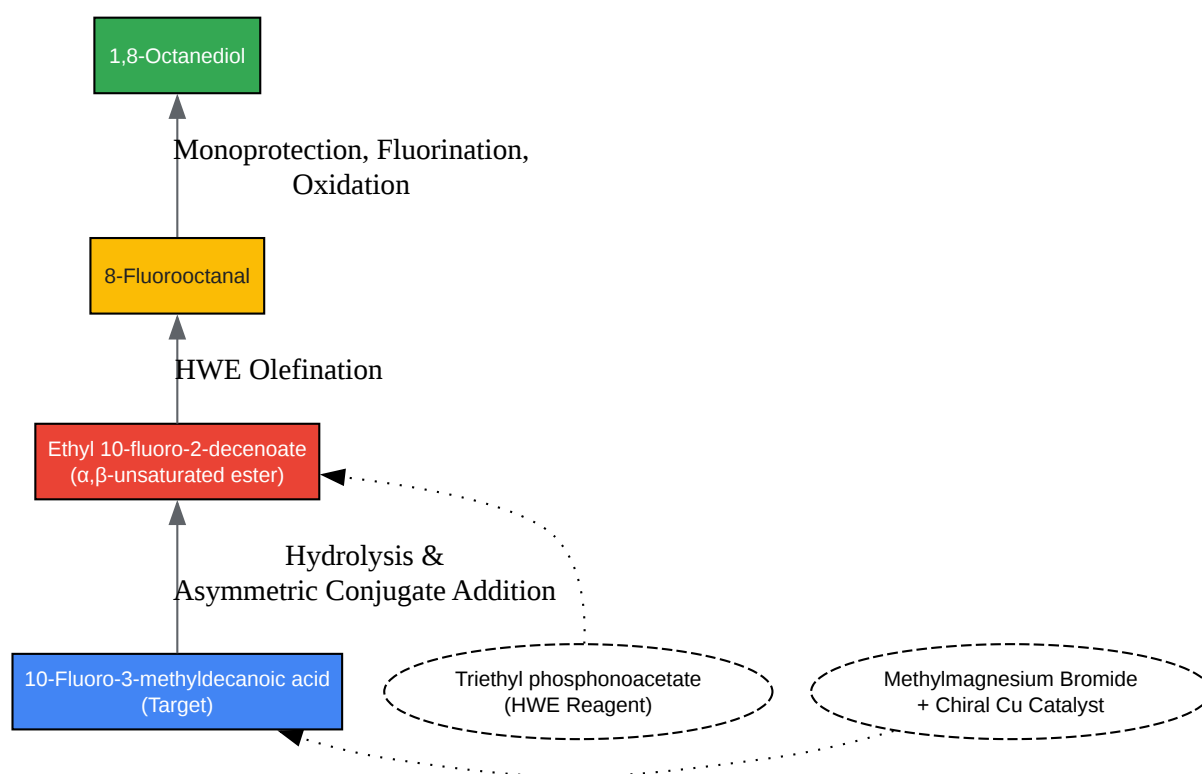 1,8-Octanediol
Monoprotection, Fluorination,
Oxidation
8-Fluorooctanal
HWE Olefination
Ethyl 10-fluoro-2-decenoate
(α,β-unsaturated ester)
Hydrolysis &
Asymmetric Conjugate Addition
10-Fluoro-3-methyldecanoic acid
(Target)
Triethyl phosphonoacetate
(HWE Reagent)
Methylmagnesium Bromide
+ Chiral Cu Catalyst